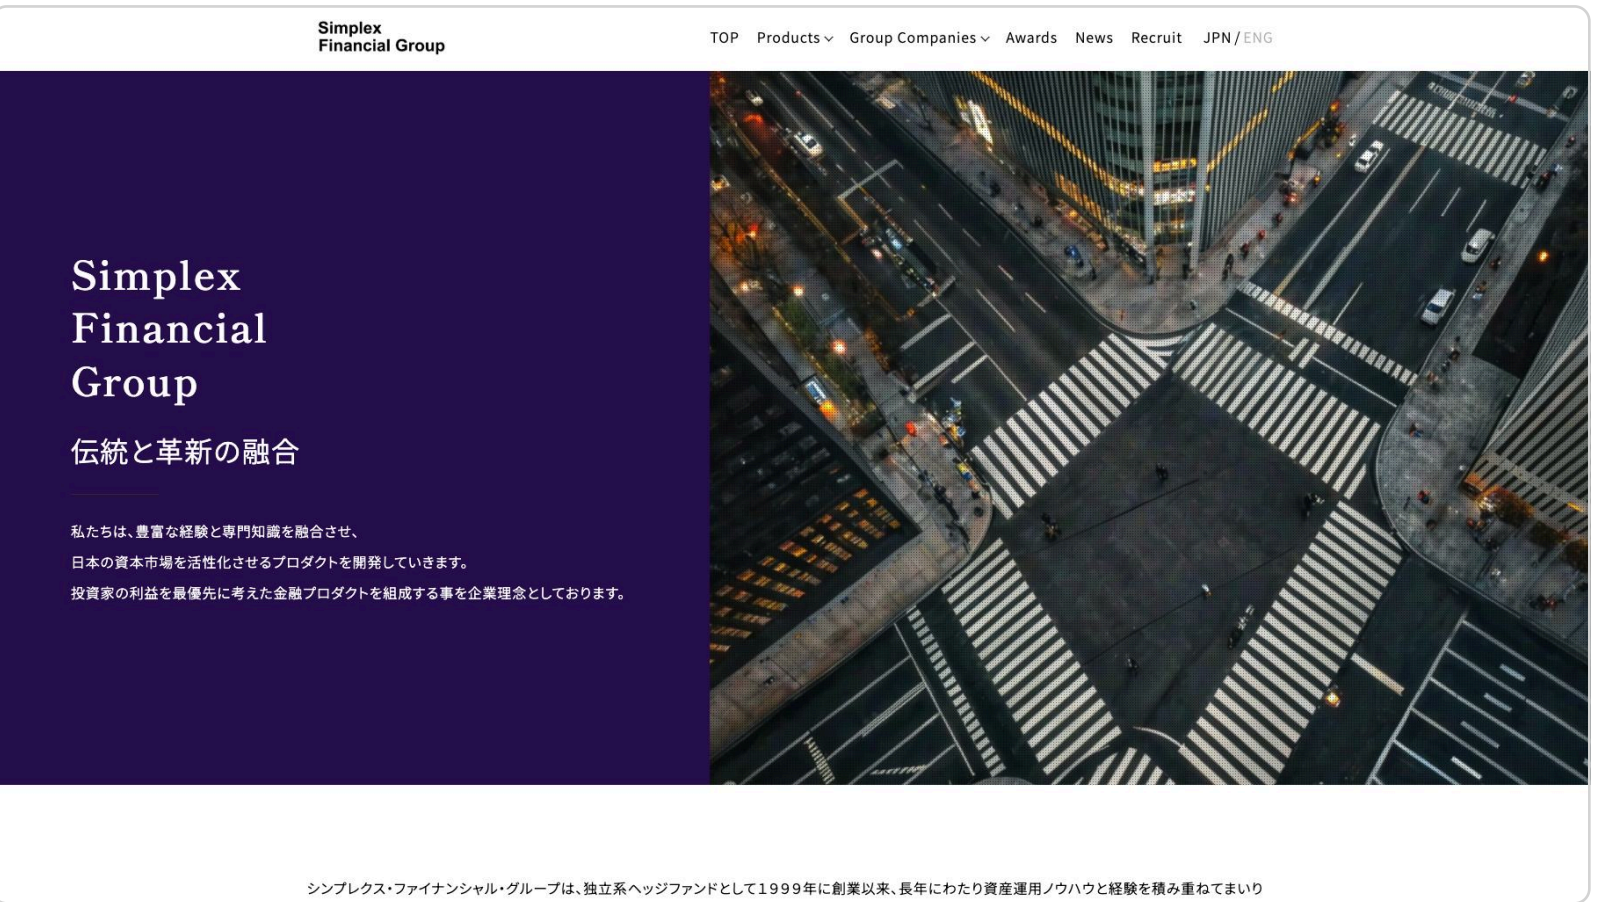 Simplex
Financial Group
TOP Products Group Companies Awards News Recruit JPN / ENG
Simplex
Financial
Group
伝統と革新の融合
私たちは、豊富な経験と専門知識を融合させ、
日本の資本市場を活性化させるプロダクトを開発していきます。
投資家の利益を最優先に考えた金融プロダクトを組成する事を企業理念としております。
シンプレクス・ファイナンシャル・グループは、独立系ヘッジファンドとして1999年に創業以来、長年にわたり資産運用ノウハウと経験を積み重ねてまいり